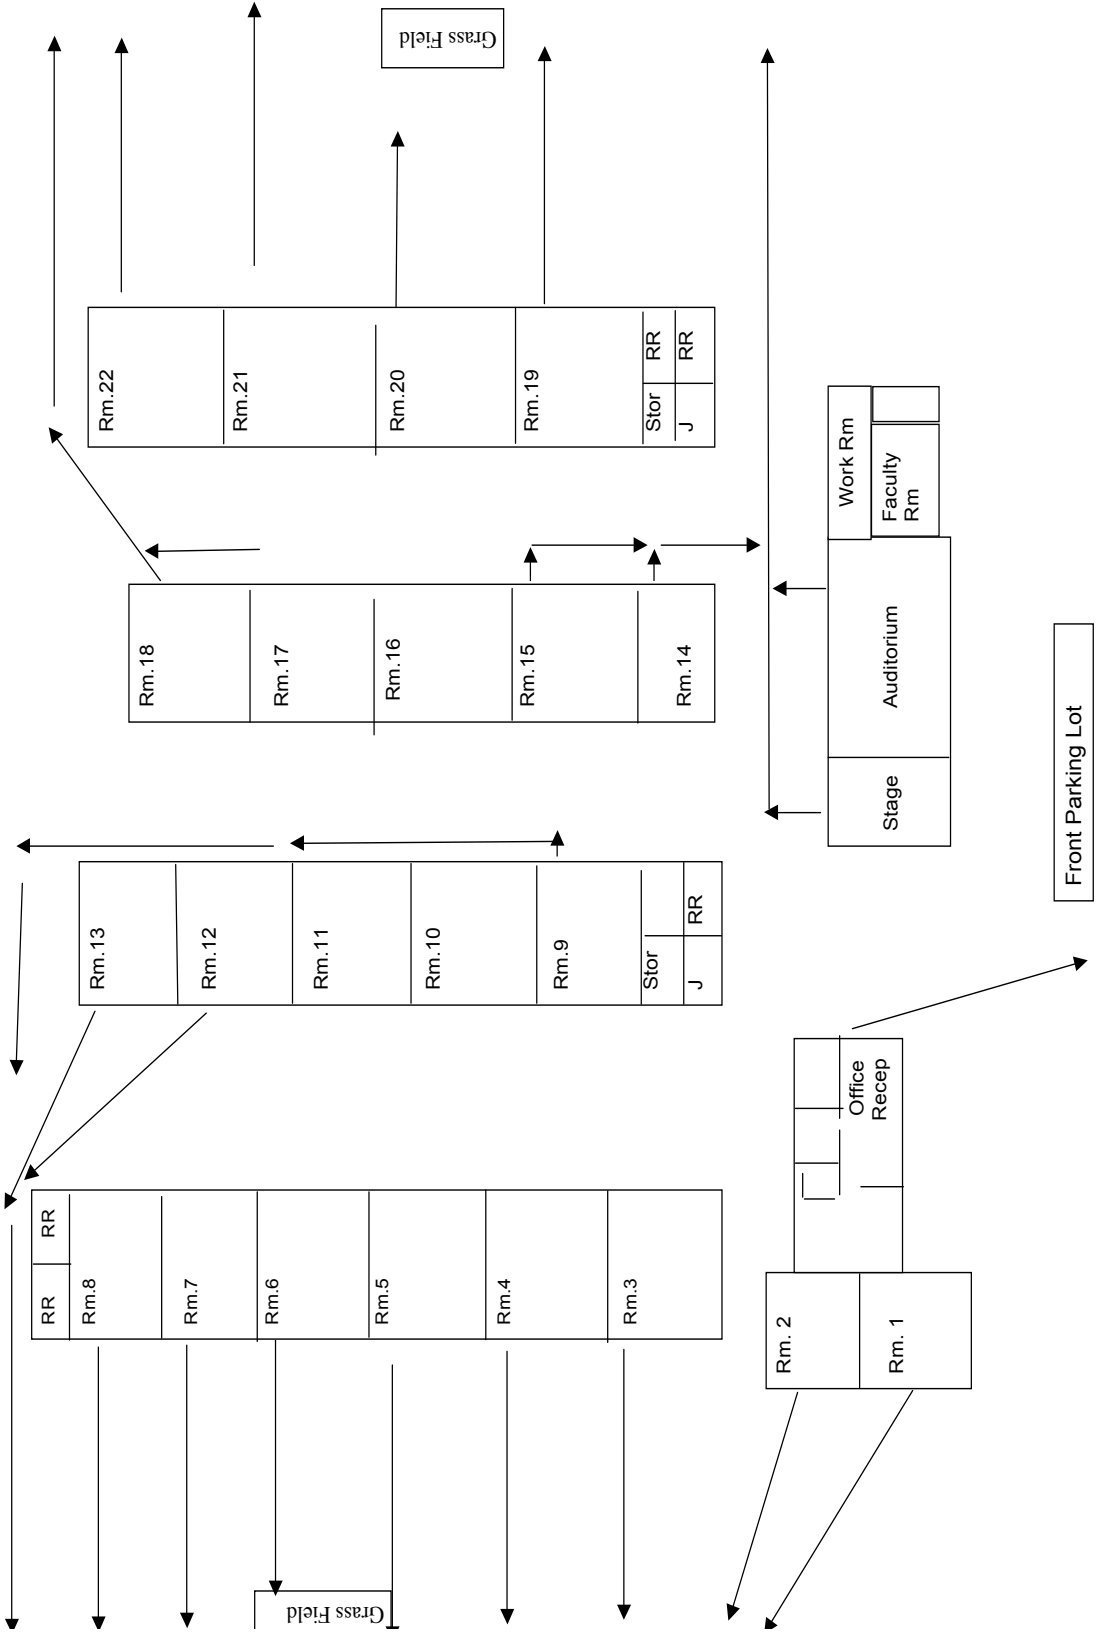 Grass Field
Rm.22
Rm.21
Rm.20
Rm.19
Stor
RR
J
RR
Work Rm
Faculty
Rm
Rm.18
Rm.17
Rm.16
Rm.15
Rm.14
Auditorium
Stage
Front Parking Lot
Rm.13
Rm.12
Rm.11
Rm.10
Rm.9
Stor
J
RR
Office
Recep
RR
RR
Rm.8
Rm.7
Rm.6
Rm.5
Rm.4
Rm.3
Rm. 2
Rm. 1
Grass Field